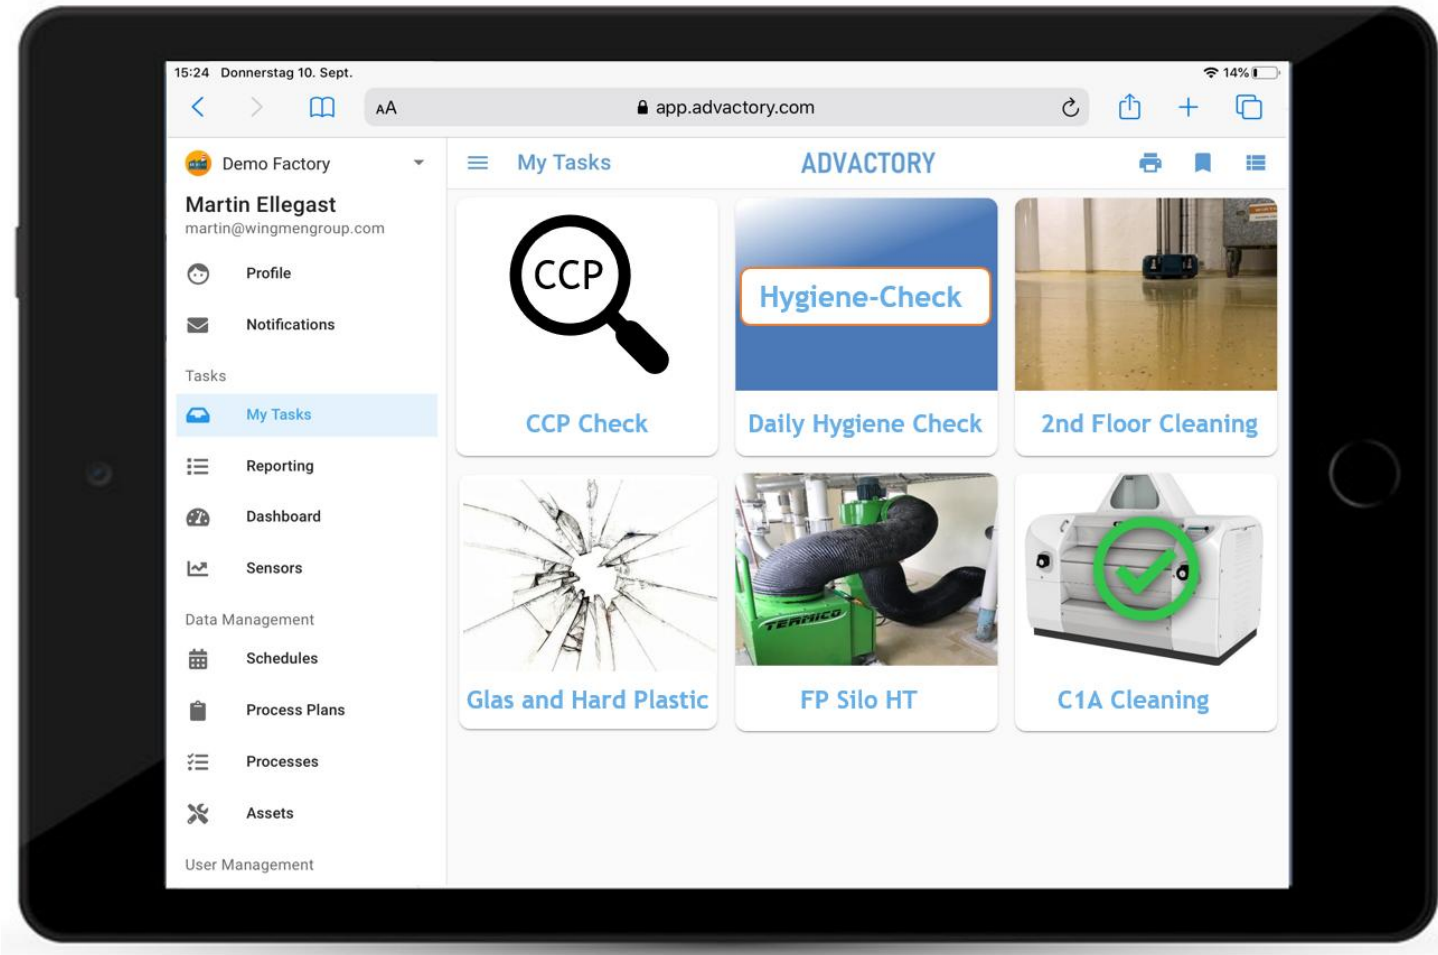 15:24 Donnerstag 10. Sept.
14%
AA
app.advactory.com
Demo Factory
My Tasks
ADVACTORY
Martin Ellegast
martin@wingmengroup.com
Profile
Notifications
Tasks
My Tasks
Reporting
Dashboard
Sensors
Data Management
Schedules
Process Plans
Processes
Assets
User Management
CCP
CCP Check
Hygiene-Check
Daily Hygiene Check
2nd Floor Cleaning
Glas and Hard Plastic
TERMICO
FP Silo HT
C1A Cleaning